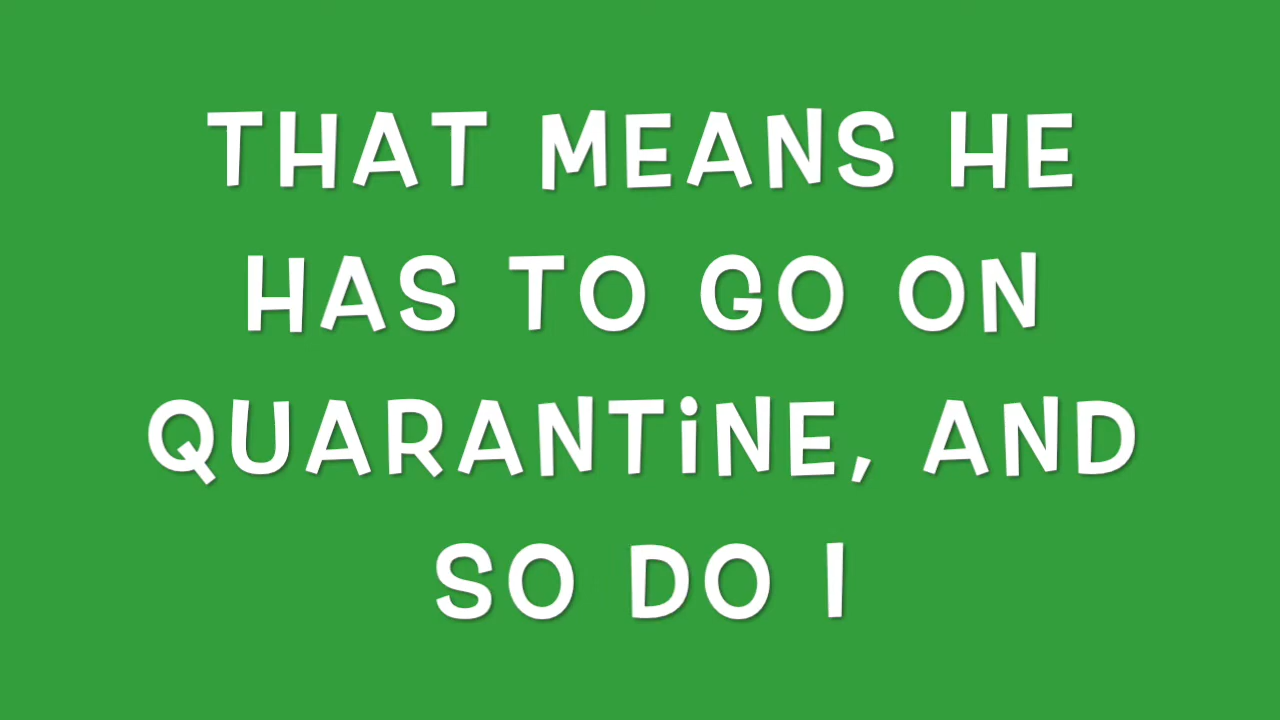 THAT MEANS HE
HAS TO GO ON
QUARANTiNE, AND
SO DO I